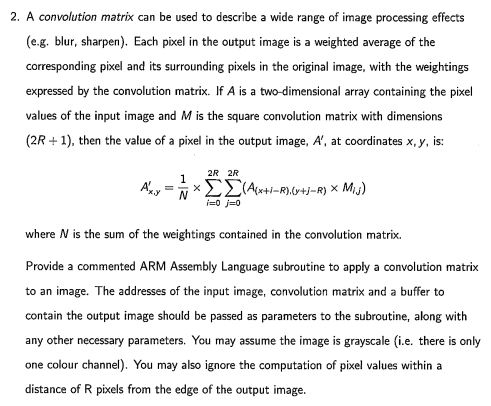 2. A convolution matrix can be used to describe a wide range of image processing effects
(e.g. blur, sharpen). Each pixel in the output image is a weighted average of the
corresponding pixel and its surrounding pixels in the original image, with the weightings
expressed by the convolution matrix. If A is a two-dimensional array containing the pixel
values of the input image and M is the square convolution matrix with dimensions
(2R + 1), then the value of a pixel in the output image, A′, at coordinates x, y, is:
A′x,y = 1/N × ∑_{i=0}^{2R} ∑_{j=0}^{2R} (A(x+i−R),(y+j−R) × Mi,j)
where N is the sum of the weightings contained in the convolution matrix.
Provide a commented ARM Assembly Language subroutine to apply a convolution matrix
to an image. The addresses of the input image, convolution matrix and a buffer to
contain the output image should be passed as parameters to the subroutine, along with
any other necessary parameters. You may assume the image is grayscale (i.e. there is only
one colour channel). You may also ignore the computation of pixel values within a
distance of R pixels from the edge of the output image.